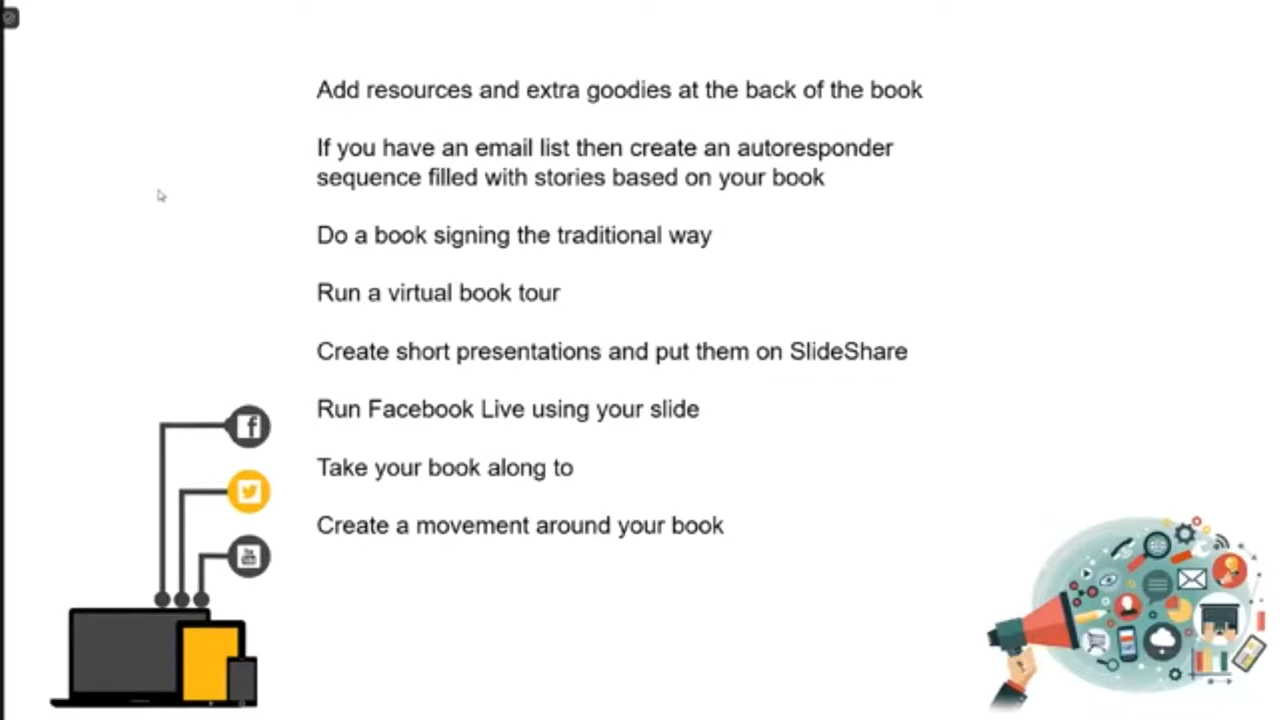 Add resources and extra goodies at the back of the book
If you have an email list then create an autoresponder
sequence filled with stories based on your book
Do a book signing the traditional way
Run a virtual book tour
Create short presentations and put them on SlideShare
Run Facebook Live using your slide
Take your book along to
Create a movement around your book